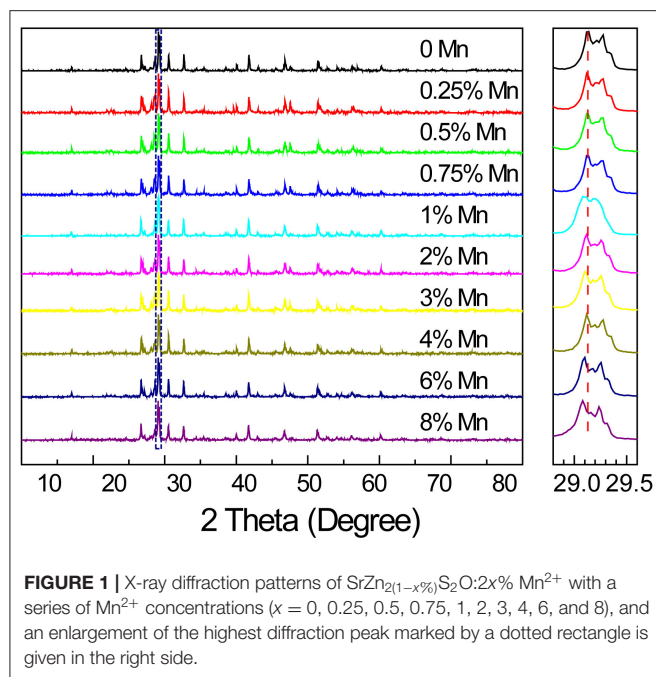 0 Mn
0.25% Mn
0.5% Mn
0.75% Mn
1% Mn
2% Mn
3% Mn
4% Mn
6% Mn
8% Mn
10 20 30 40 50 60 70 80
29.0 29.5
2 Theta (Degree)
FIGURE 1 | X-ray diffraction patterns of SrZn2(1−x%)S2O:2x% Mn2+ with a
series of Mn2+ concentrations (x = 0, 0.25, 0.5, 0.75, 1, 2, 3, 4, 6, and 8), and
an enlargement of the highest diffraction peak marked by a dotted rectangle is
given in the right side.